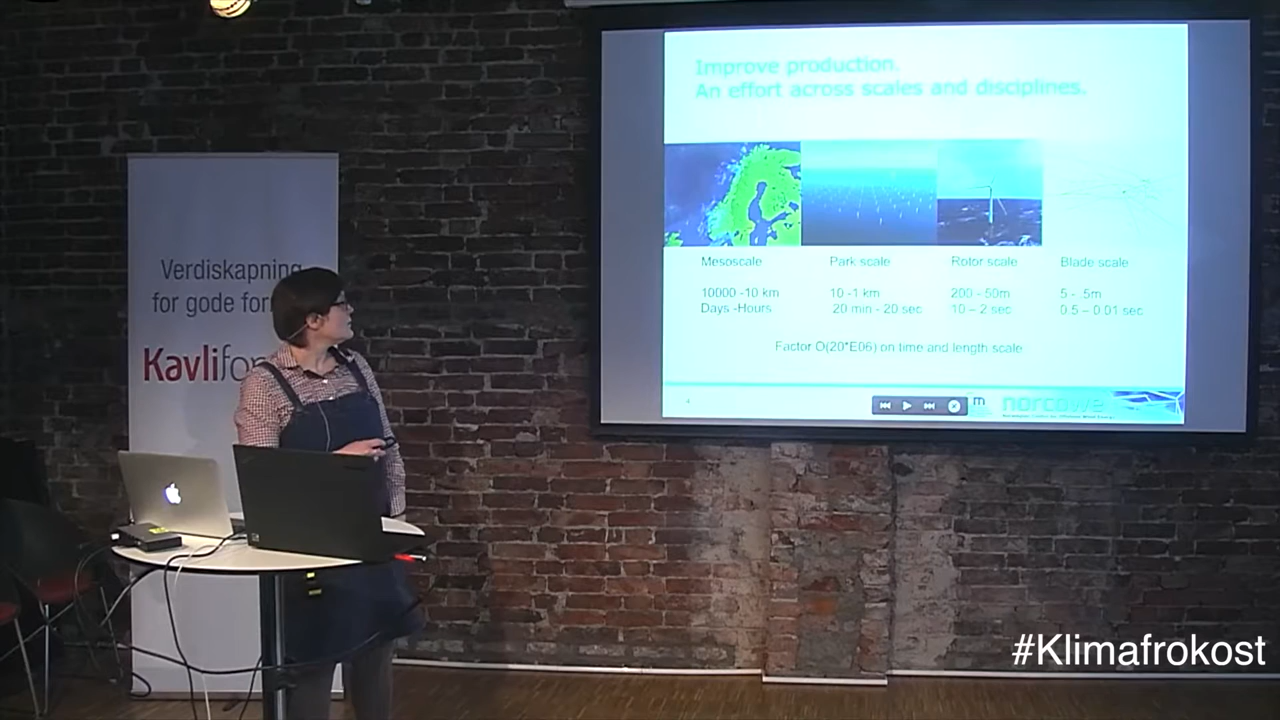 Improve production.
An effort across scales and disciplines.
Mesoscale
Park scale
Rotor scale
Blade scale
10000 -10 km
10 -1 km
200 - 50m
5 - .5m
Days -Hours
20 min - 20 sec
10 – 2 sec
0.5 – 0.01 sec
Factor O(20*E06) on time and length scale
4
m
norcowe
Verdiskapning
for gode
Kavlifon
#Klimafrokost